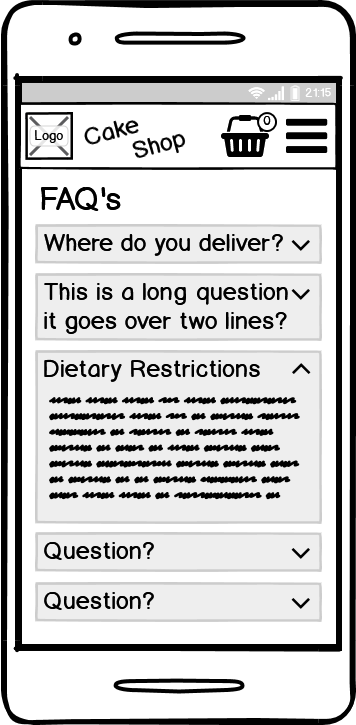 21:15
Logo
Cake
Shop
0
FAQ's
Where do you deliver?
This is a long question
it goes over two lines?
Dietary Restrictions
Question?
Question?